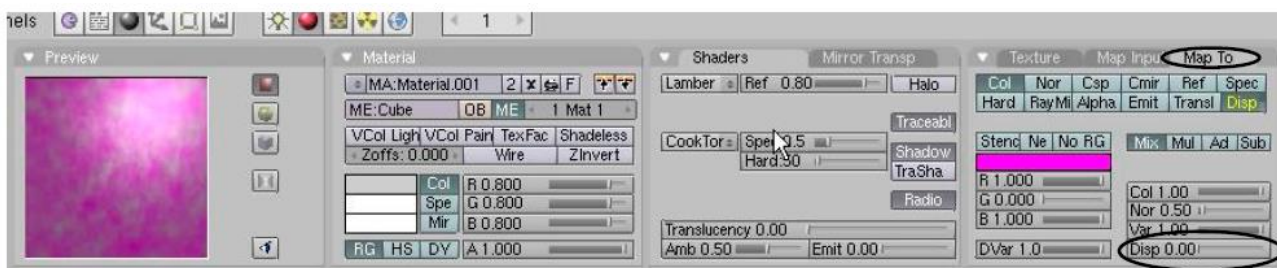 nels 1
Preview
Material
MA:Material.001 2 X F
ME:Cube OB ME 1 Mat 1
VCol Ligh VCol Pain TexFac Shadeless
Zoffs: 0.000 Wire ZInvert
Col R 0.800
Spe G 0.800
Mir B 0.800
RG HS DY A 1.000
Shaders Mirror Transp
Lamber Ref 0.80 Halo
Traceabl
CookTor Spec 0.5 Shadow
Hard:50 TraSha
Radio
Translucency 0.00
Amb 0.50 Emit 0.00
Texture Map Inpu Map To
Col Nor Csp Cmir Ref Spec
Hard RayMi Alpha Emit Transl Disp
Stenc Ne No RG Mix Mul Ad Sub
R 1.000 Col 1.00
G 0.000 Nor 0.50
B 1.000 Var 1.00
DVar 1.0 Disp 0.00